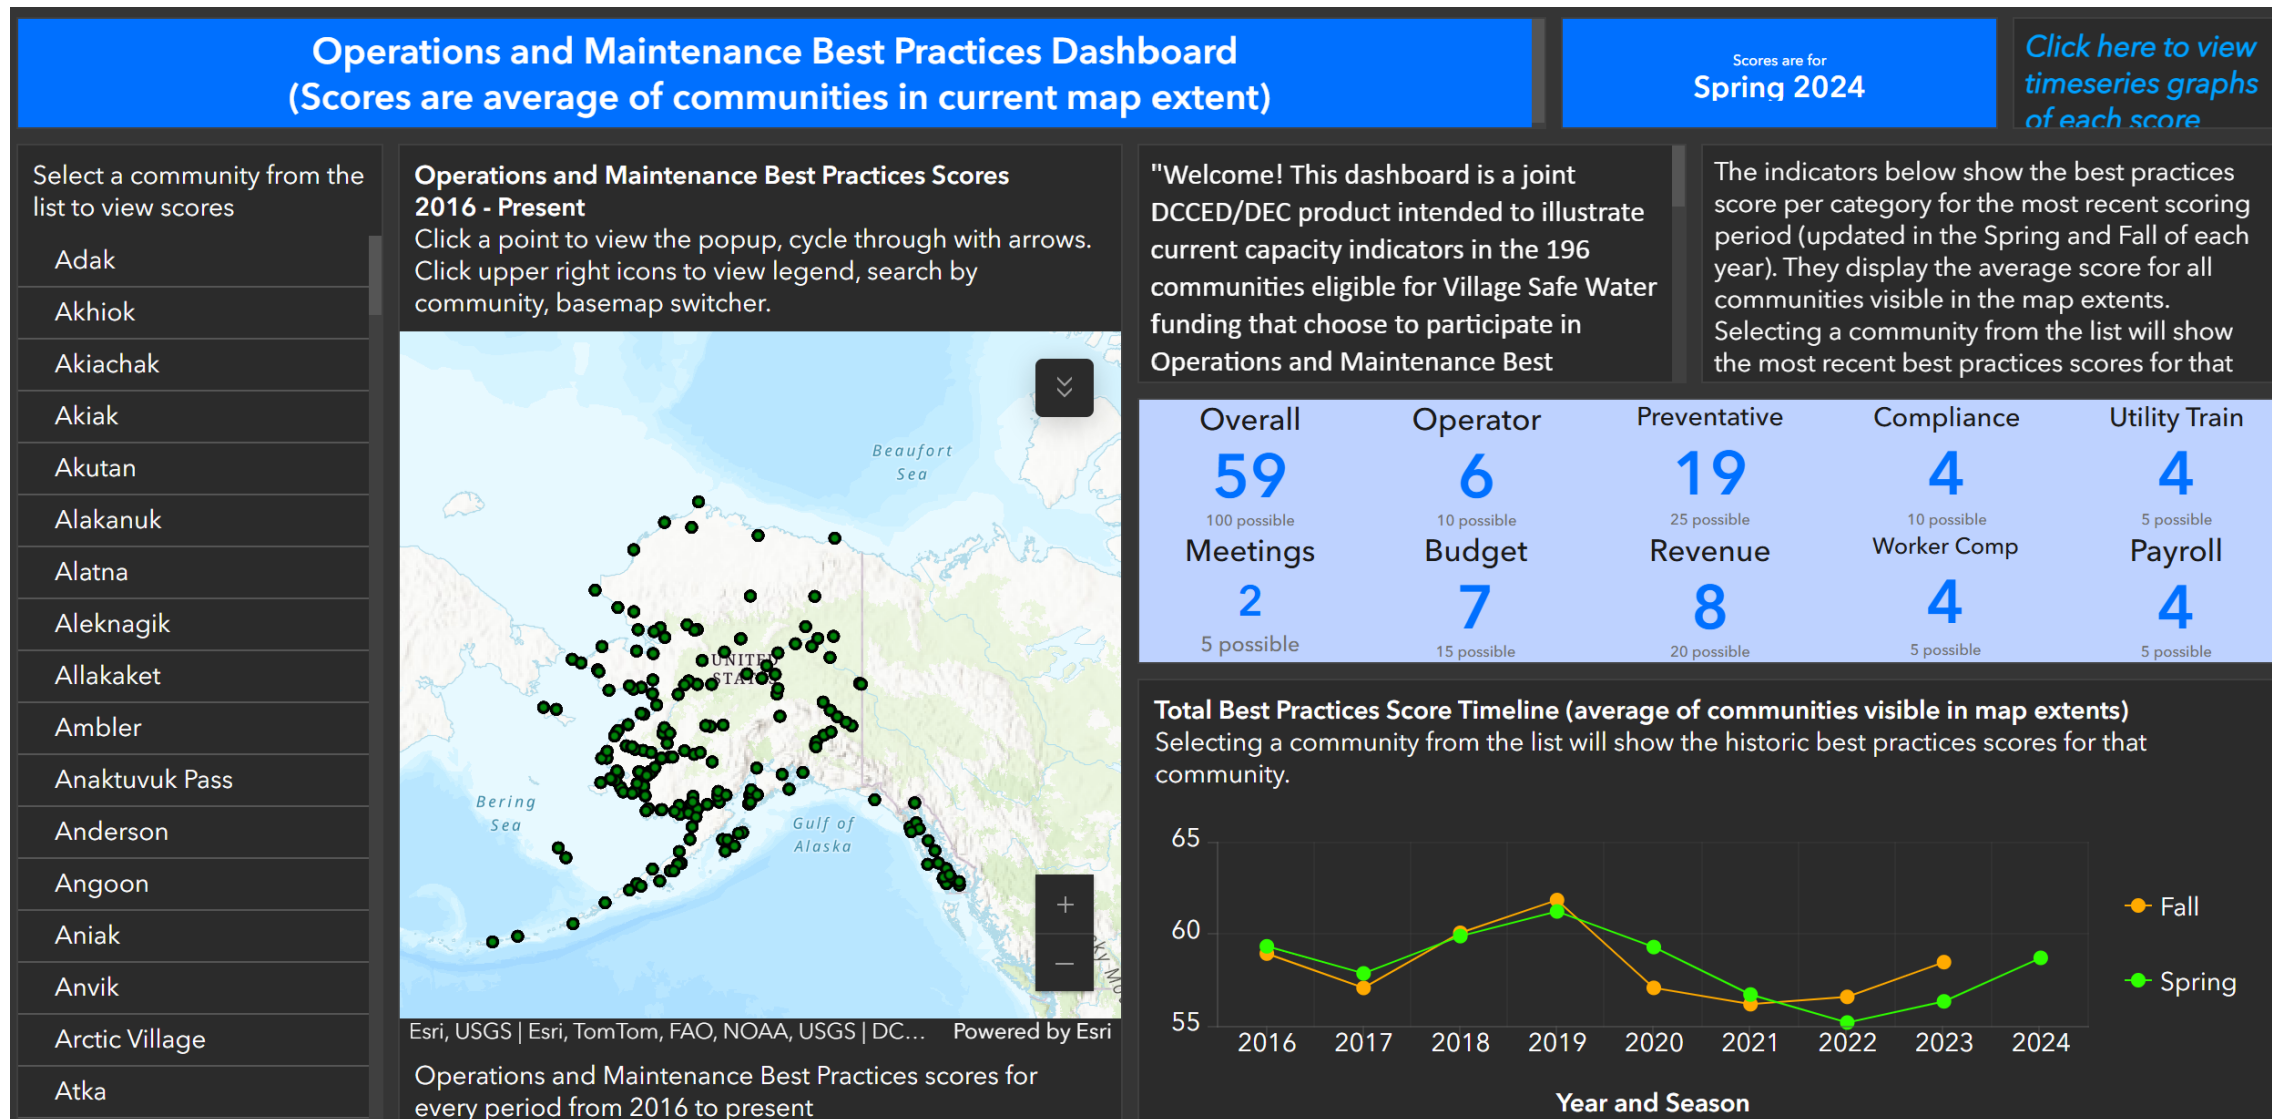 Operations and Maintenance Best Practices Dashboard
(Scores are average of communities in current map extent)
Scores are for
Spring 2024
Click here to view
timeseries graphs
of each score
Select a community from the
list to view scores
Adak
Akhiok
Akiachak
Akiak
Akutan
Alakanuk
Alatna
Aleknagik
Allakaket
Ambler
Anaktuvuk Pass
Anderson
Angoon
Aniak
Anvik
Arctic Village
Atka
Operations and Maintenance Best Practices Scores
2016 - Present
Click a point to view the popup, cycle through with arrows.
Click upper right icons to view legend, search by
community, basemap switcher.
Beaufort
Sea
UNITED
STATES
Bering
Sea
Gulf of
Alaska
Esri, USGS | Esri, TomTom, FAO, NOAA, USGS | DC...
Powered by Esri
Operations and Maintenance Best Practices scores for
every period from 2016 to present
"Welcome! This dashboard is a joint
DCCED/DEC product intended to illustrate
current capacity indicators in the 196
communities eligible for Village Safe Water
funding that choose to participate in
Operations and Maintenance Best
The indicators below show the best practices
score per category for the most recent scoring
period (updated in the Spring and Fall of each
year). They display the average score for all
communities visible in the map extents.
Selecting a community from the list will show
the most recent best practices scores for that
Overall
59
100 possible
Operator
6
10 possible
Preventative
19
25 possible
Compliance
4
10 possible
Utility Train
4
5 possible
Meetings
2
5 possible
Budget
7
15 possible
Revenue
8
20 possible
Worker Comp
4
5 possible
Payroll
4
5 possible
Total Best Practices Score Timeline (average of communities visible in map extents)
Selecting a community from the list will show the historic best practices scores for that
community.
65
60
55
2016 2017 2018 2019 2020 2021 2022 2023 2024
Year and Season
Fall
Spring